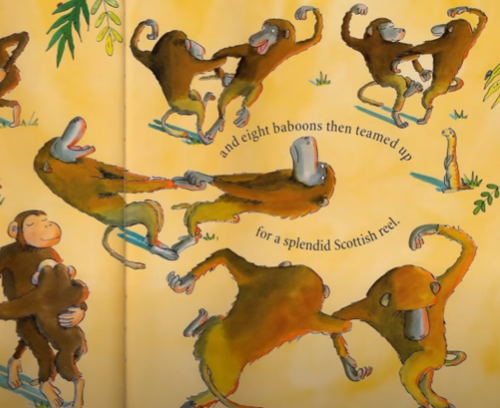 and eight baboons then teamed up
for a splendid Scottish reel.